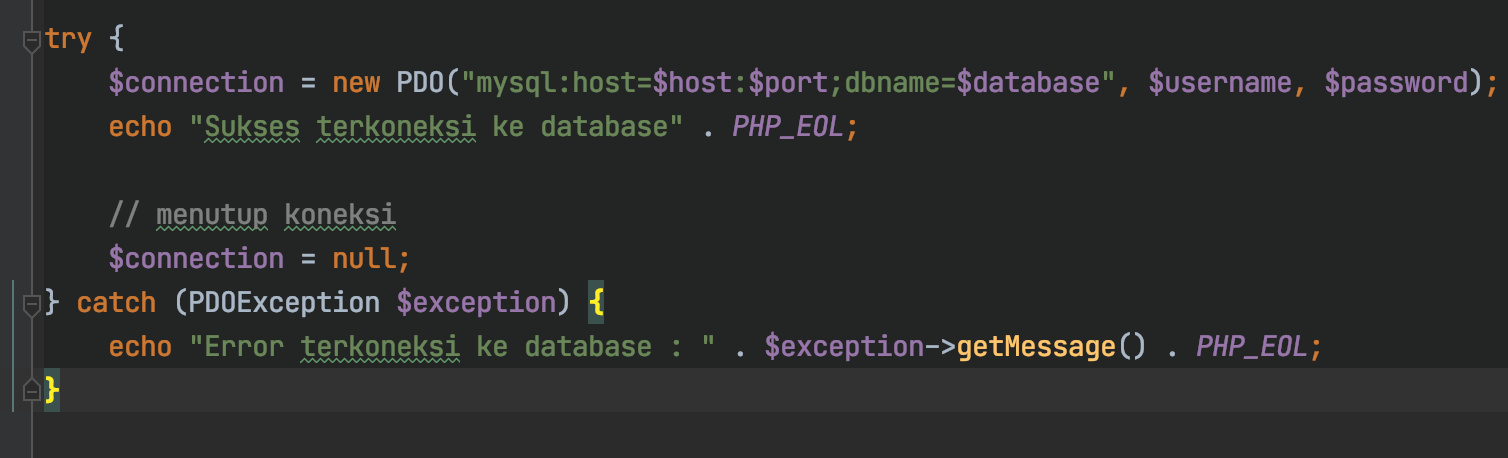 try {
    $connection = new PDO("mysql:host=$host:$port;dbname=$database", $username, $password);
    echo "Sukses terkoneksi ke database" . PHP_EOL;

    // menutup koneksi
    $connection = null;
} catch (PDOException $exception) {
    echo "Error terkoneksi ke database : " . $exception->getMessage() . PHP_EOL;
}